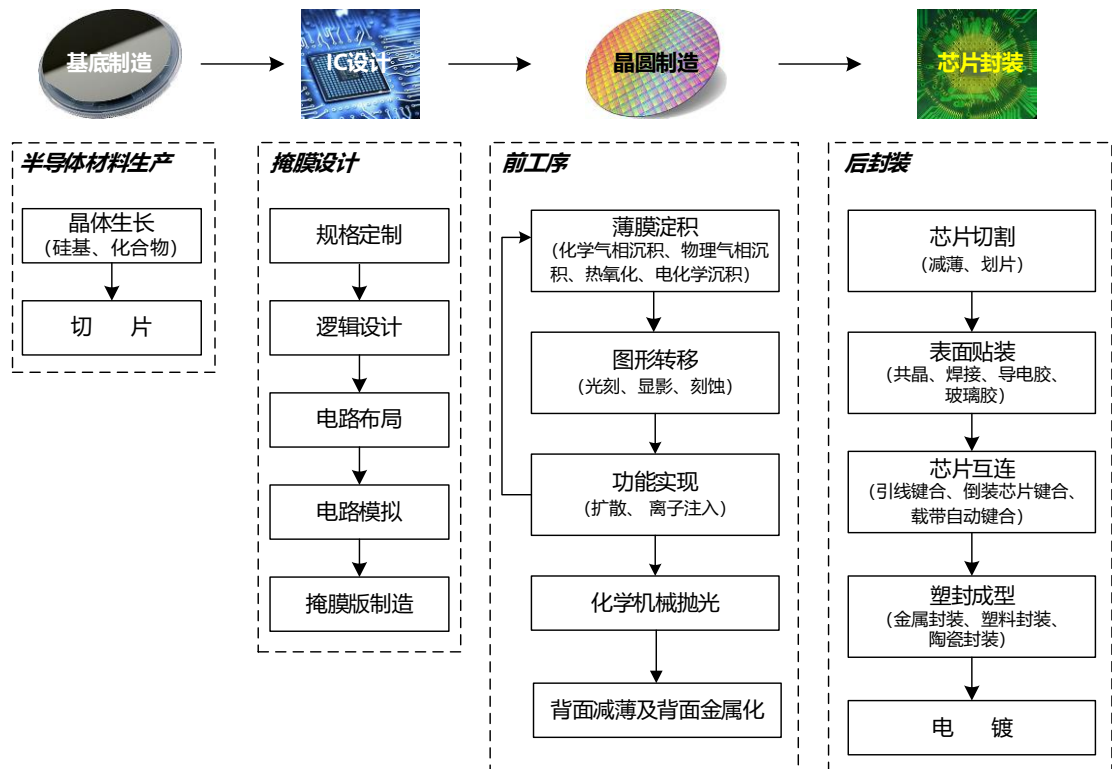 基底制造
IC设计
晶圆制造
芯片封装
半导体材料生产
晶体生长
(硅基、化合物)
切 片
掩膜设计
规格定制
逻辑设计
电路布局
电路模拟
掩膜版制造
前工序
薄膜淀积
(化学气相沉积、物理气相沉
积、热氧化、电化学沉积)
图形转移
(光刻、显影、刻蚀)
功能实现
(扩散、 离子注入)
化学机械抛光
背面减薄及背面金属化
后封装
芯片切割
(减薄、划片)
表面贴装
(共晶、焊接、导电胶、
玻璃胶)
芯片互连
(引线键合、倒装芯片键合、
载带自动键合)
塑封成型
(金属封装、塑料封装、
陶瓷封装)
电 镀